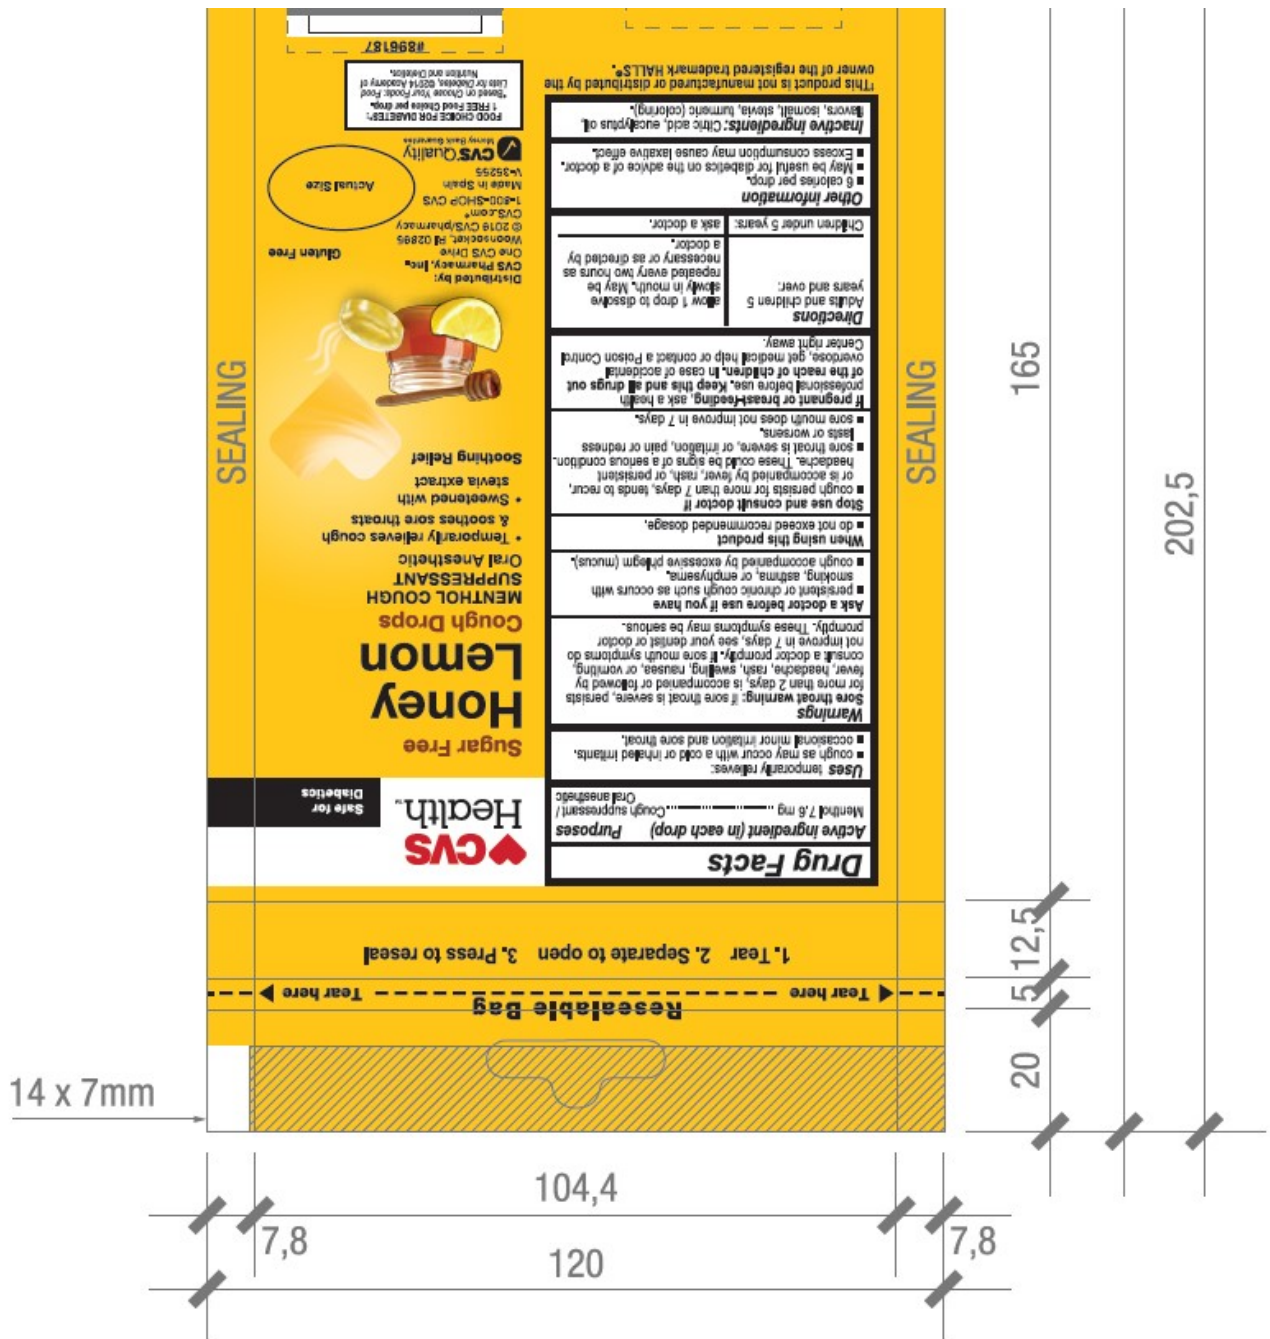 Drug Facts
Active ingredient (in each drop) Purposes
Menthol 7.6 mg ........................Cough suppressant /
Oral anesthetic
Uses temporarily relieves:
■ cough as may occur with a cold or inhaled irritants.
■ occasional minor irritation and sore throat.
Warnings
Sore throat warning: if sore throat is severe, persists
for more than 2 days, is accompanied or followed by
fever, headache, rash, swelling, nausea, or vomiting,
consult a doctor promptly. If sore mouth symptoms do
not improve in 7 days, see your dentist or doctor
promptly. These symptoms may be serious.
Ask a doctor before use if you have
■ persistent or chronic cough such as occurs with
smoking, asthma, or emphysema.
■ cough accompanied by excessive phlegm (mucus).
When using this product
■ do not exceed recommended dosage.
Stop use and consult doctor if
■ cough persists for more than 7 days, tends to recur,
or is accompanied by fever, rash, or persistent
headache. These could be signs of a serious condition.
■ sore throat is severe, or irritation, pain or redness
lasts or worsens.
■ sore mouth does not improve in 7 days.
If pregnant or breast-feeding, ask a health
professional before use. Keep this and all drugs out
of the reach of children. In case of accidental
overdose, get medical help or contact a Poison Control
Center right away.
Directions
Adults and children 5
years and over:
allow 1 drop to dissolve
slowly in mouth. May be
repeated every two hours as
necessary or as directed by
a doctor.
Children under 5 years:
ask a doctor.
Other information
■ 6 calories per drop.
■ May be useful for diabetics on the advice of a doctor.
■ Excess consumption may cause laxative effect.
Inactive ingredients: Citric acid, eucalyptus oil,
flavors, isomalt, stevia, turmeric (coloring).
*This product is not manufactured or distributed by the
owner of the registered trademark HALLS®.
♥CVS
Health™
Safe for
Diabetics
Sugar Free
Honey
Lemon
Cough Drops
MENTHOL COUGH
SUPPRESSANT
Oral Anesthetic
• Temporarily relieves cough
& soothes sore throats
• Sweetened with
stevia extract
Soothing Relief
Distributed by:
CVS Pharmacy, Inc.
One CVS Drive
Woonsocket, RI 02895
© 2019 CVS/pharmacy
CVS.com®
1-800-SHOP CVS
Made in Spain
V-35255
CVS Quality
Money Back Guarantee
Gluten Free
Actual Size
FOOD CHOICE FOR DIABETES*:
1 FREE Food Choice per drop.
*Based on Choose Your Foods: Food
Lists for Diabetes, ©2014 Academy of
Nutrition and Dietetics.
#896187
1. Tear 2. Separate to open 3. Press to reseal
Tear here
Tear here
Resealable Bag
SEALING
SEALING
165
202,5
12,5
5
20
14 x 7mm
104,4
7,8
7,8
120